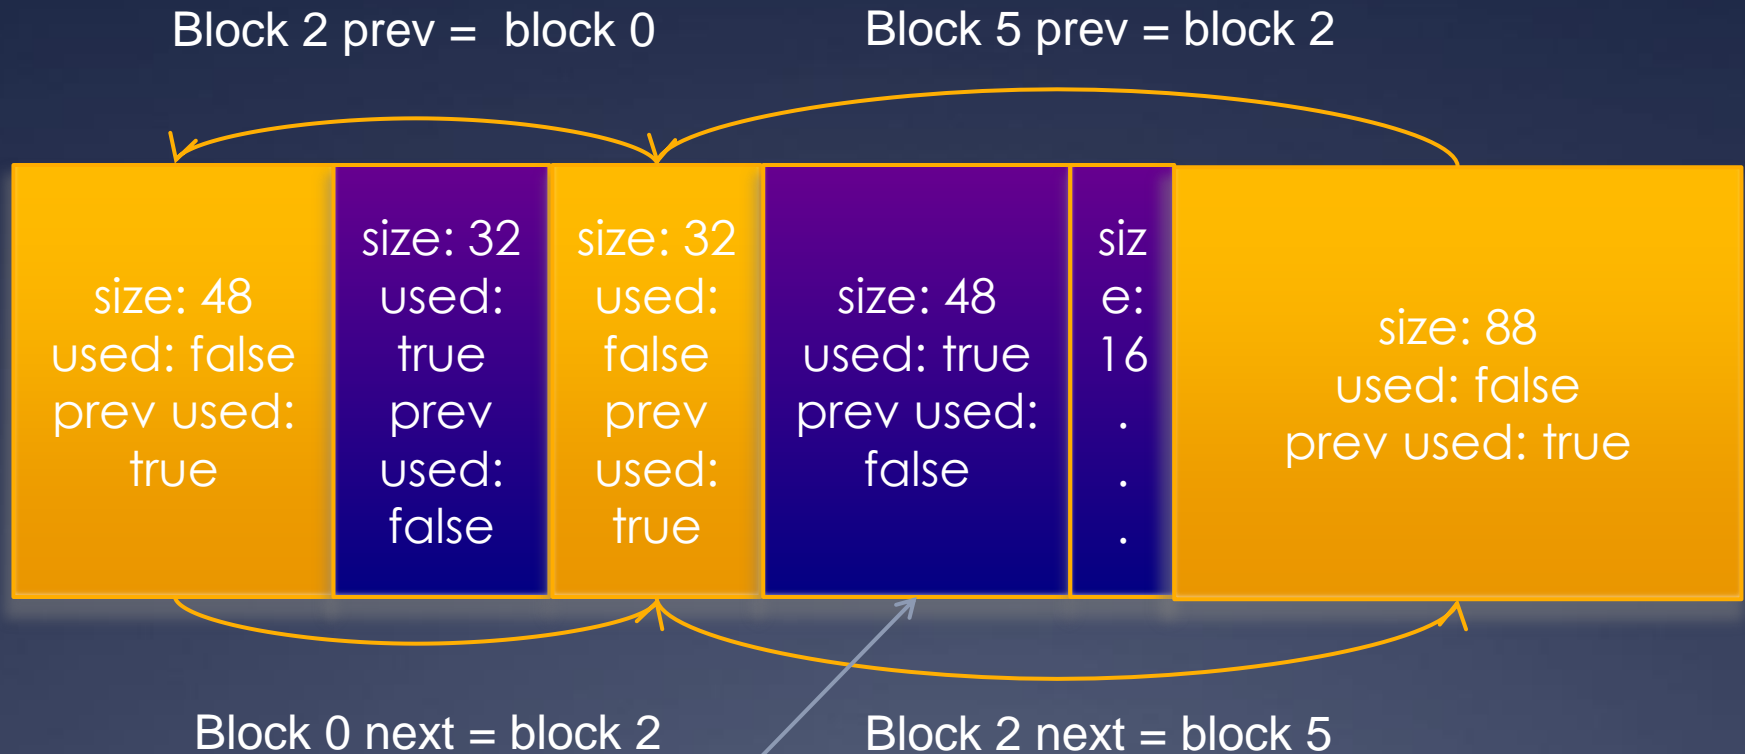 Block 2 prev =  block 0
Block 5 prev = block 2
size: 48
used: false
prev used:
true
size: 32
used:
true
prev
used:
false
size: 32
used:
false
prev
used:
true
size: 48
used: true
prev used:
false
siz
e:
16
.
.
.
size: 88
used: false
prev used: true
Block 0 next = block 2
Block 2 next = block 5